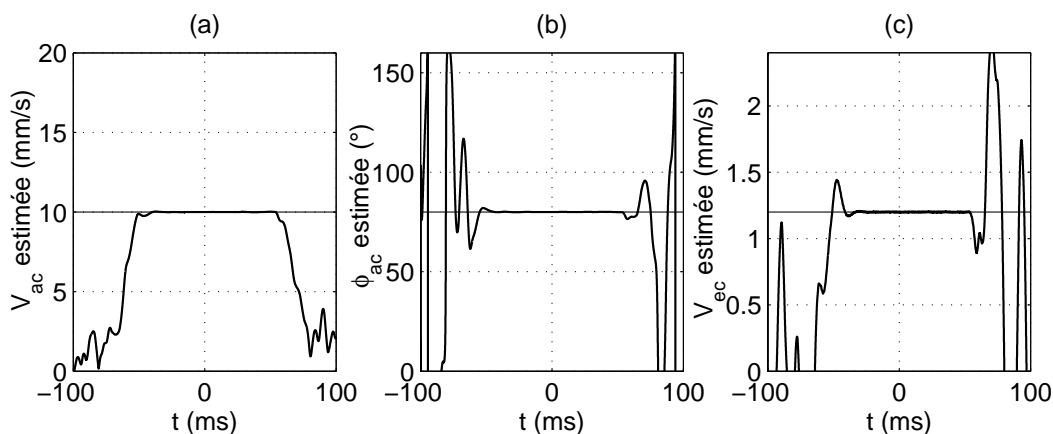 (a)
V_ac estimée (mm/s)
20
15
10
5
0
−100
0
100
t (ms)
(b)
ϕ_ac estimée (°)
150
100
50
0
−100
0
100
t (ms)
(c)
V_ec estimée (mm/s)
2
1.5
1
0.5
0
−100
0
100
t (ms)